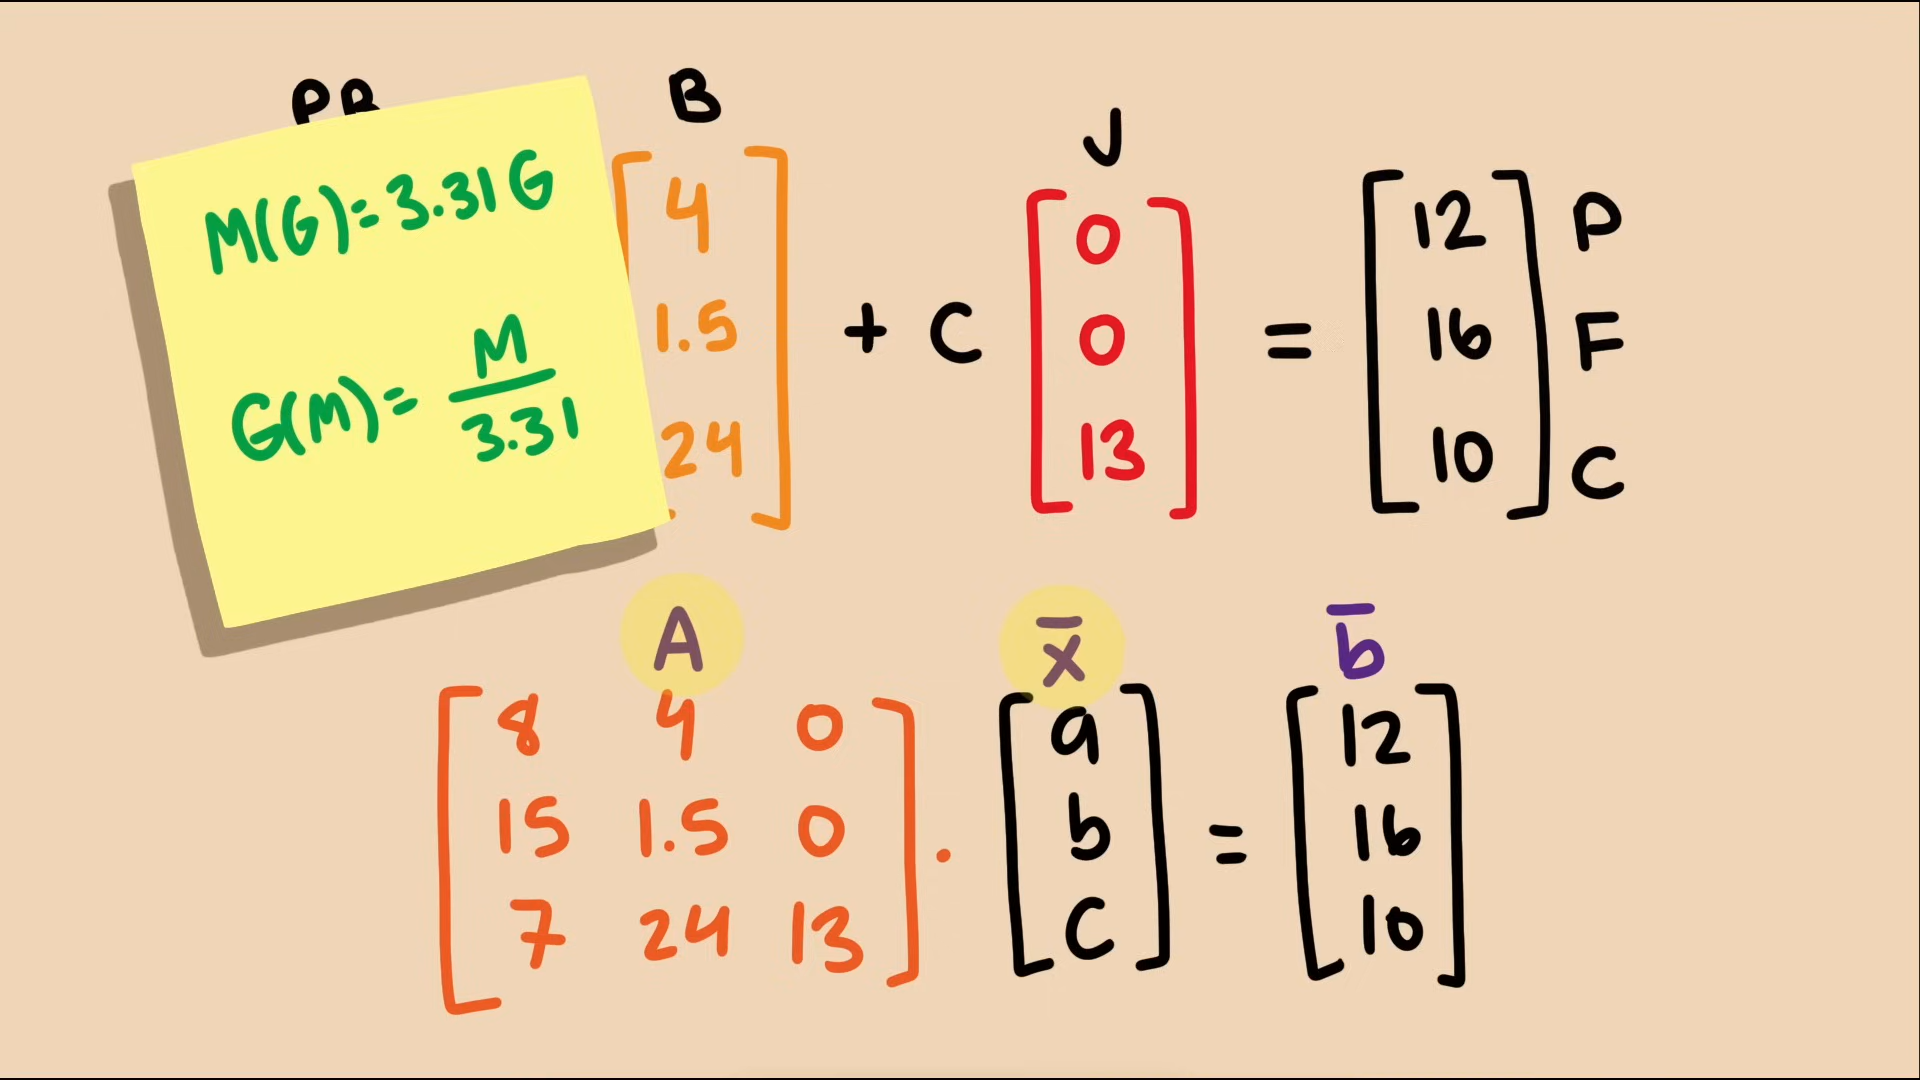 PB B J
M(G)= 3.31G
G(M)= M/3.31
4
1.5
24
+ C
0
0
13
=
12 P
16 F
10 C
A x̄ b̄
8 4 0 a 12
15 1.5 0 · b = 16
7 24 13 c 10